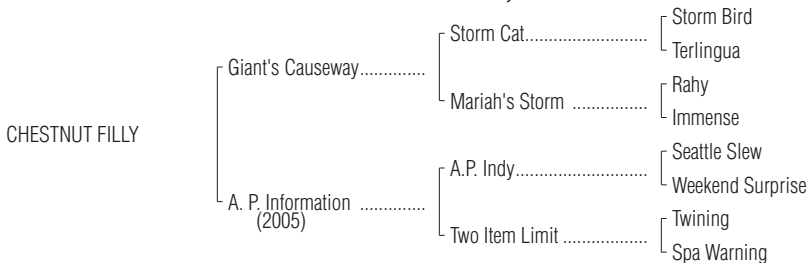 Storm Bird
Storm Cat..............................
Terlingua
Giant's Causeway..............
Rahy
Mariah's Storm ................
Immense
CHESTNUT FILLY
Seattle Slew
A.P. Indy................................
Weekend Surprise
A. P. Information ..............
(2005)
Twining
Two Item Limit ..................
Spa Warning